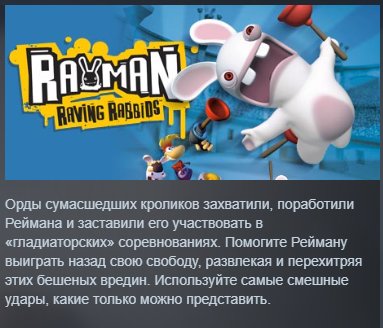 RAYMAN
RAVING RABBIDS
Орды сумасшедших кроликов захватили, поработили
Реймана и заставили его участвовать в
«гладиаторских» соревнованиях. Помогите Рейману
выиграть назад свою свободу, развлекая и перехитряя
этих бешеных вредин. Используйте самые смешные
удары, какие только можно представить.